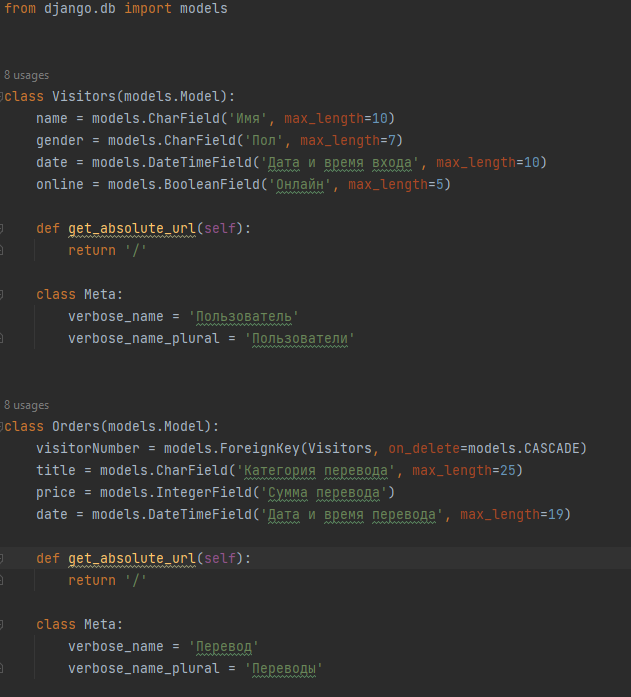 from django.db import models
8 usages
class Visitors(models.Model):
    name = models.CharField('Имя', max_length=10)
    gender = models.CharField('Пол', max_length=7)
    date = models.DateTimeField('Дата и время входа', max_length=10)
    online = models.BooleanField('Онлайн', max_length=5)
    def get_absolute_url(self):
        return '/'
    class Meta:
        verbose_name = 'Пользователь'
        verbose_name_plural = 'Пользователи'
8 usages
class Orders(models.Model):
    visitorNumber = models.ForeignKey(Visitors, on_delete=models.CASCADE)
    title = models.CharField('Категория перевода', max_length=25)
    price = models.IntegerField('Сумма перевода')
    date = models.DateTimeField('Дата и время перевода', max_length=19)
    def get_absolute_url(self):
        return '/'
    class Meta:
        verbose_name = 'Перевод'
        verbose_name_plural = 'Переводы'